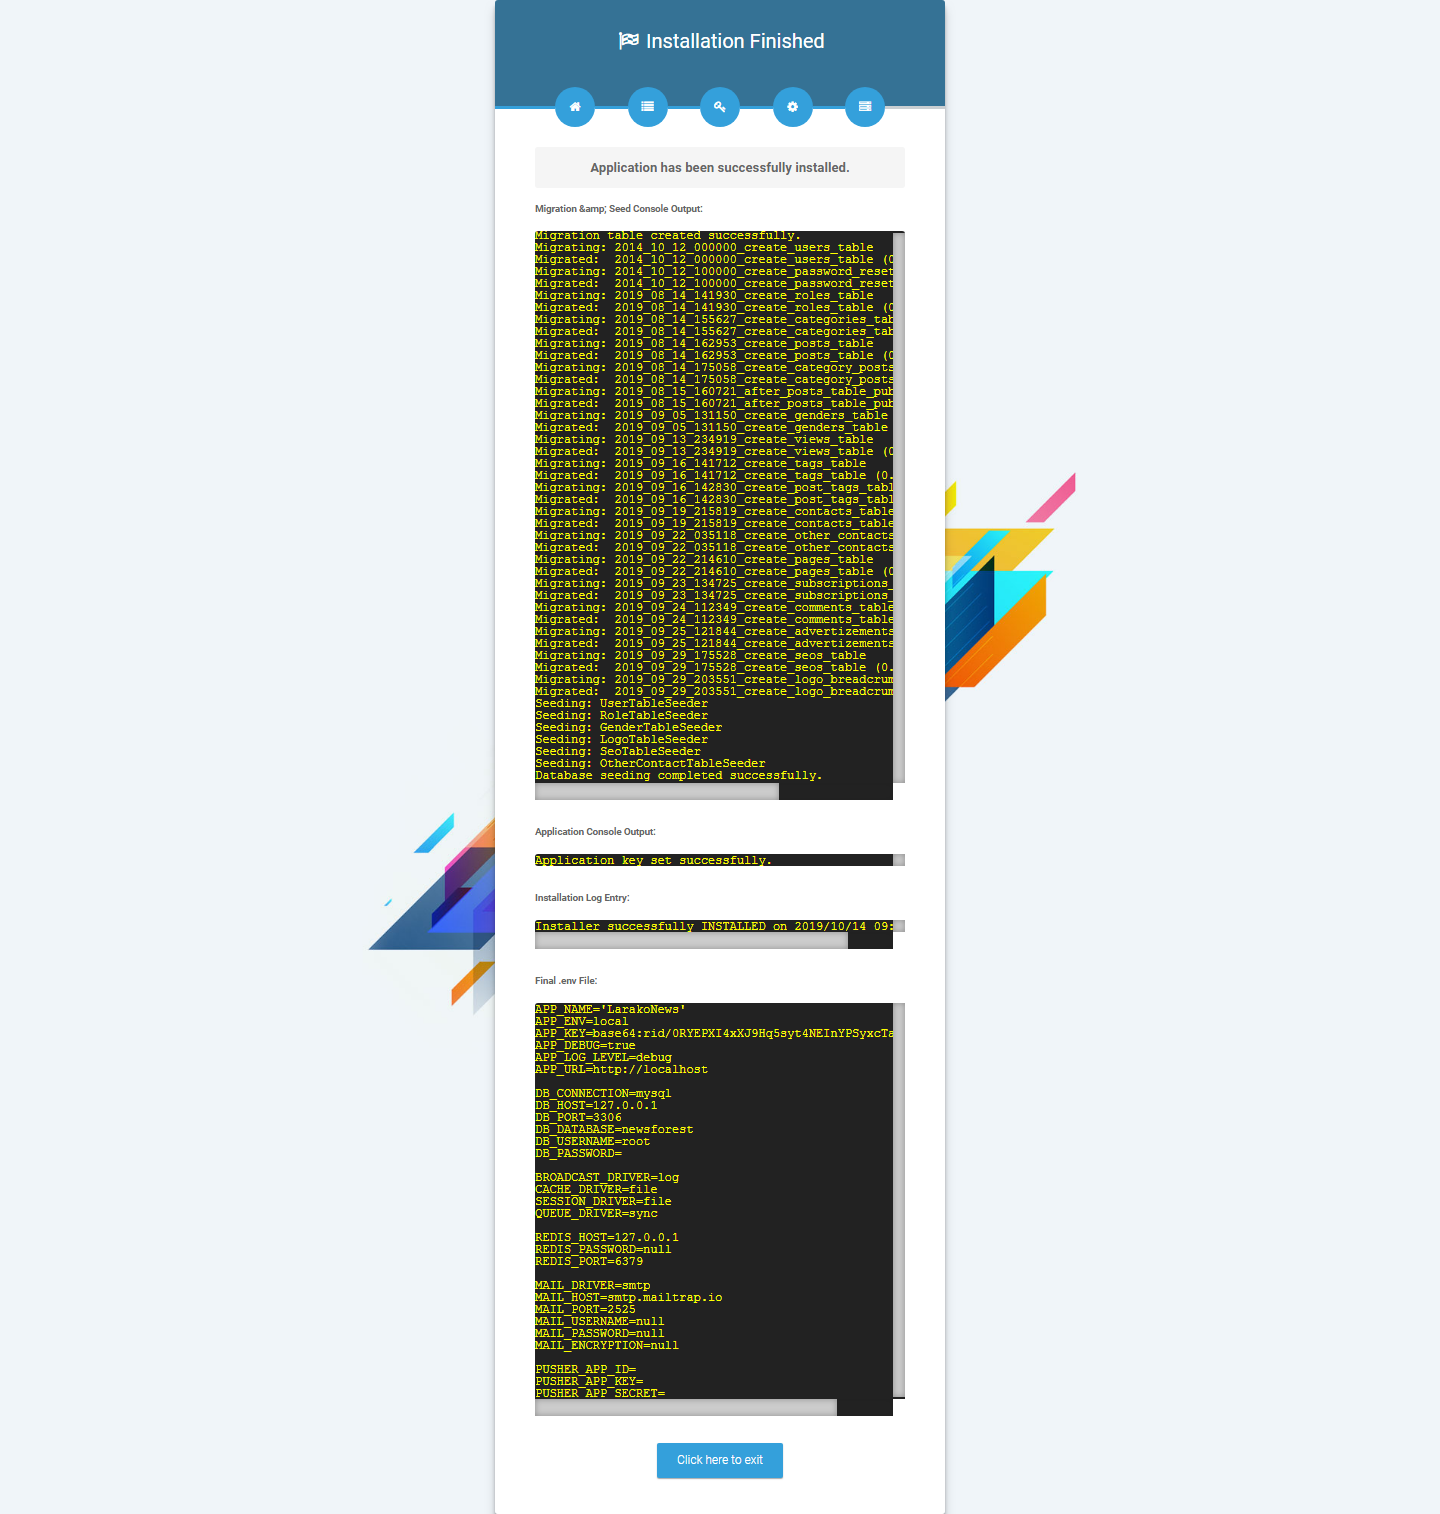 Installation Finished
Application has been successfully installed.
Migration &amp; Seed Console Output:
Migration table created successfully.
Migrating: 2014_10_12_000000_create_users_table
Migrated:  2014_10_12_000000_create_users_table (0
Migrating: 2014_10_12_100000_create_password_reset
Migrated:  2014_10_12_100000_create_password_reset
Migrating: 2019_08_14_141930_create_roles_table
Migrated:  2019_08_14_141930_create_roles_table (0
Migrating: 2019_08_14_155627_create_categories_tab
Migrated:  2019_08_14_155627_create_categories_tab
Migrating: 2019_08_14_162953_create_posts_table
Migrated:  2019_08_14_162953_create_posts_table (0
Migrating: 2019_08_14_175058_create_category_posts
Migrated:  2019_08_14_175058_create_category_posts
Migrating: 2019_08_15_160721_after_posts_table_pub
Migrated:  2019_08_15_160721_after_posts_table_pub
Migrating: 2019_09_05_131150_create_genders_table
Migrated:  2019_09_05_131150_create_genders_table
Migrating: 2019_09_13_234919_create_views_table
Migrated:  2019_09_13_234919_create_views_table (0
Migrating: 2019_09_16_141712_create_tags_table
Migrated:  2019_09_16_141712_create_tags_table (0.
Migrating: 2019_09_16_142830_create_post_tags_tabl
Migrated:  2019_09_16_142830_create_post_tags_tabl
Migrating: 2019_09_19_215819_create_contacts_table
Migrated:  2019_09_19_215819_create_contacts_table
Migrating: 2019_09_22_035118_create_other_contacts
Migrated:  2019_09_22_035118_create_other_contacts
Migrating: 2019_09_22_214610_create_pages_table
Migrated:  2019_09_22_214610_create_pages_table (0
Migrating: 2019_09_23_134725_create_subscriptions_
Migrated:  2019_09_23_134725_create_subscriptions_
Migrating: 2019_09_24_112349_create_comments_table
Migrated:  2019_09_24_112349_create_comments_table
Migrating: 2019_09_25_121844_create_advertizements
Migrated:  2019_09_25_121844_create_advertizements
Migrating: 2019_09_29_175528_create_seos_table
Migrated:  2019_09_29_175528_create_seos_table (0.
Migrating: 2019_09_29_203551_create_logo_breadcrum
Migrated:  2019_09_29_203551_create_logo_breadcrum
Seeding: UserTableSeeder
Seeding: RoleTableSeeder
Seeding: GenderTableSeeder
Seeding: LogoTableSeeder
Seeding: SeoTableSeeder
Seeding: OtherContactTableSeeder
Database seeding completed successfully.
Application Console Output:
Application key set successfully.
Installation Log Entry:
Installer successfully INSTALLED on 2019/10/14 09:
Final .env File:
APP_NAME='LarakoNews'
APP_ENV=local
APP_KEY=base64:rid/0RYEPXI4xXJ9Hq5syt4NEInYPSyxcTa
APP_DEBUG=true
APP_LOG_LEVEL=debug
APP_URL=http://localhost
DB_CONNECTION=mysql
DB_HOST=127.0.0.1
DB_PORT=3306
DB_DATABASE=newsforest
DB_USERNAME=root
DB_PASSWORD=
BROADCAST_DRIVER=log
CACHE_DRIVER=file
SESSION_DRIVER=file
QUEUE_DRIVER=sync
REDIS_HOST=127.0.0.1
REDIS_PASSWORD=null
REDIS_PORT=6379
MAIL_DRIVER=smtp
MAIL_HOST=smtp.mailtrap.io
MAIL_PORT=2525
MAIL_USERNAME=null
MAIL_PASSWORD=null
MAIL_ENCRYPTION=null
PUSHER_APP_ID=
PUSHER_APP_KEY=
PUSHER_APP_SECRET=
Click here to exit